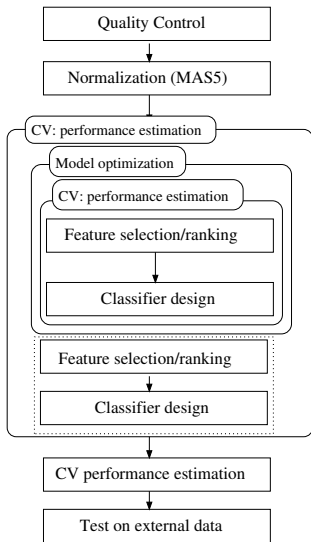 Quality Control
Normalization (MAS5)
CV: performance estimation
Model optimization
CV: performance estimation
Feature selection/ranking
Classifier design
Feature selection/ranking
Classifier design
CV performance estimation
Test on external data